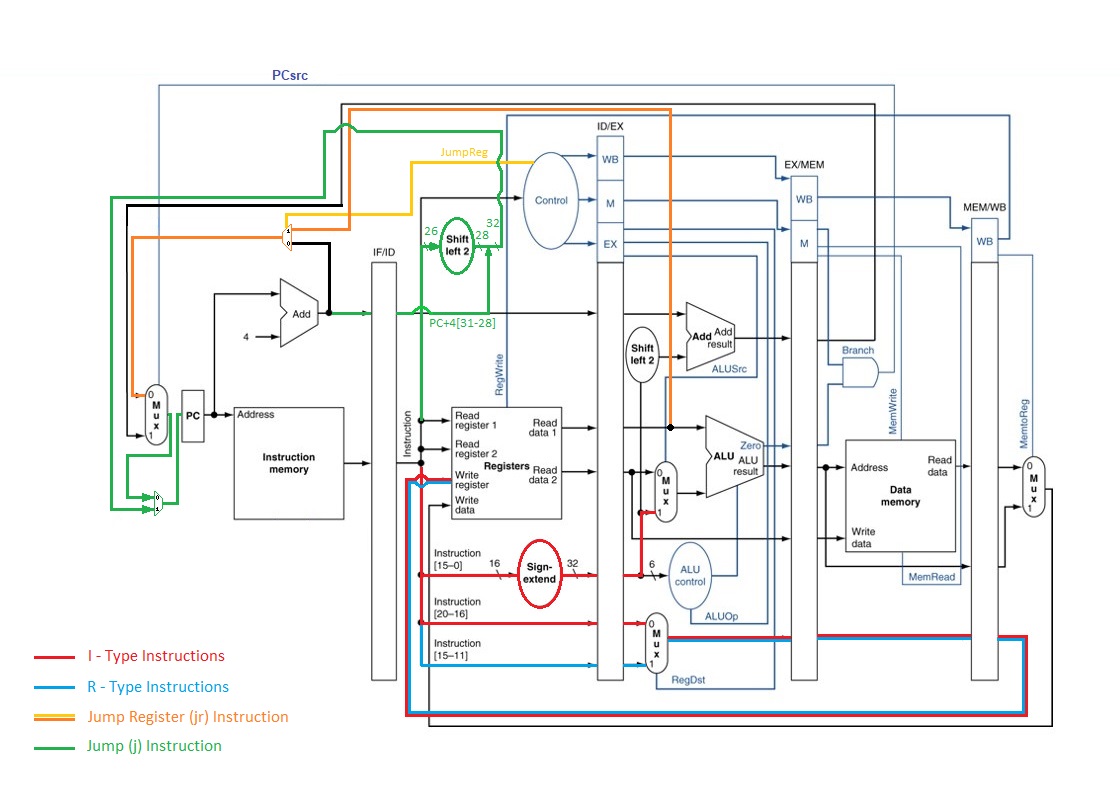 PCsrc
ID/EX
JumpReg
WB
EX/MEM
Control
M
WB
MEM/WB
1
0
26
Shift
left 2
28
32
EX
M
WB
IF/ID
Add
4
PC+4[31-28]
Shift
left 2
Add
Add
result
ALUSrc
Branch
RegWrite
MemWrite
MemtoReg
0
M
u
x
1
PC
Address
Instruction
memory
Instruction
Read
register 1
Read
register 2
Registers
Write
register
Write
data
Read
data 1
Read
data 2
0
M
u
x
1
ALU
Zero
ALU
result
Address
Data
memory
Read
data
Write
data
0
M
u
x
1
0
1
Instruction
[15–0]
16
Sign-
extend
32
6
ALU
control
MemRead
Instruction
[20–16]
ALUOp
0
M
u
x
1
Instruction
[15–11]
RegDst
I - Type Instructions
R - Type Instructions
Jump Register (jr) Instruction
Jump (j) Instruction